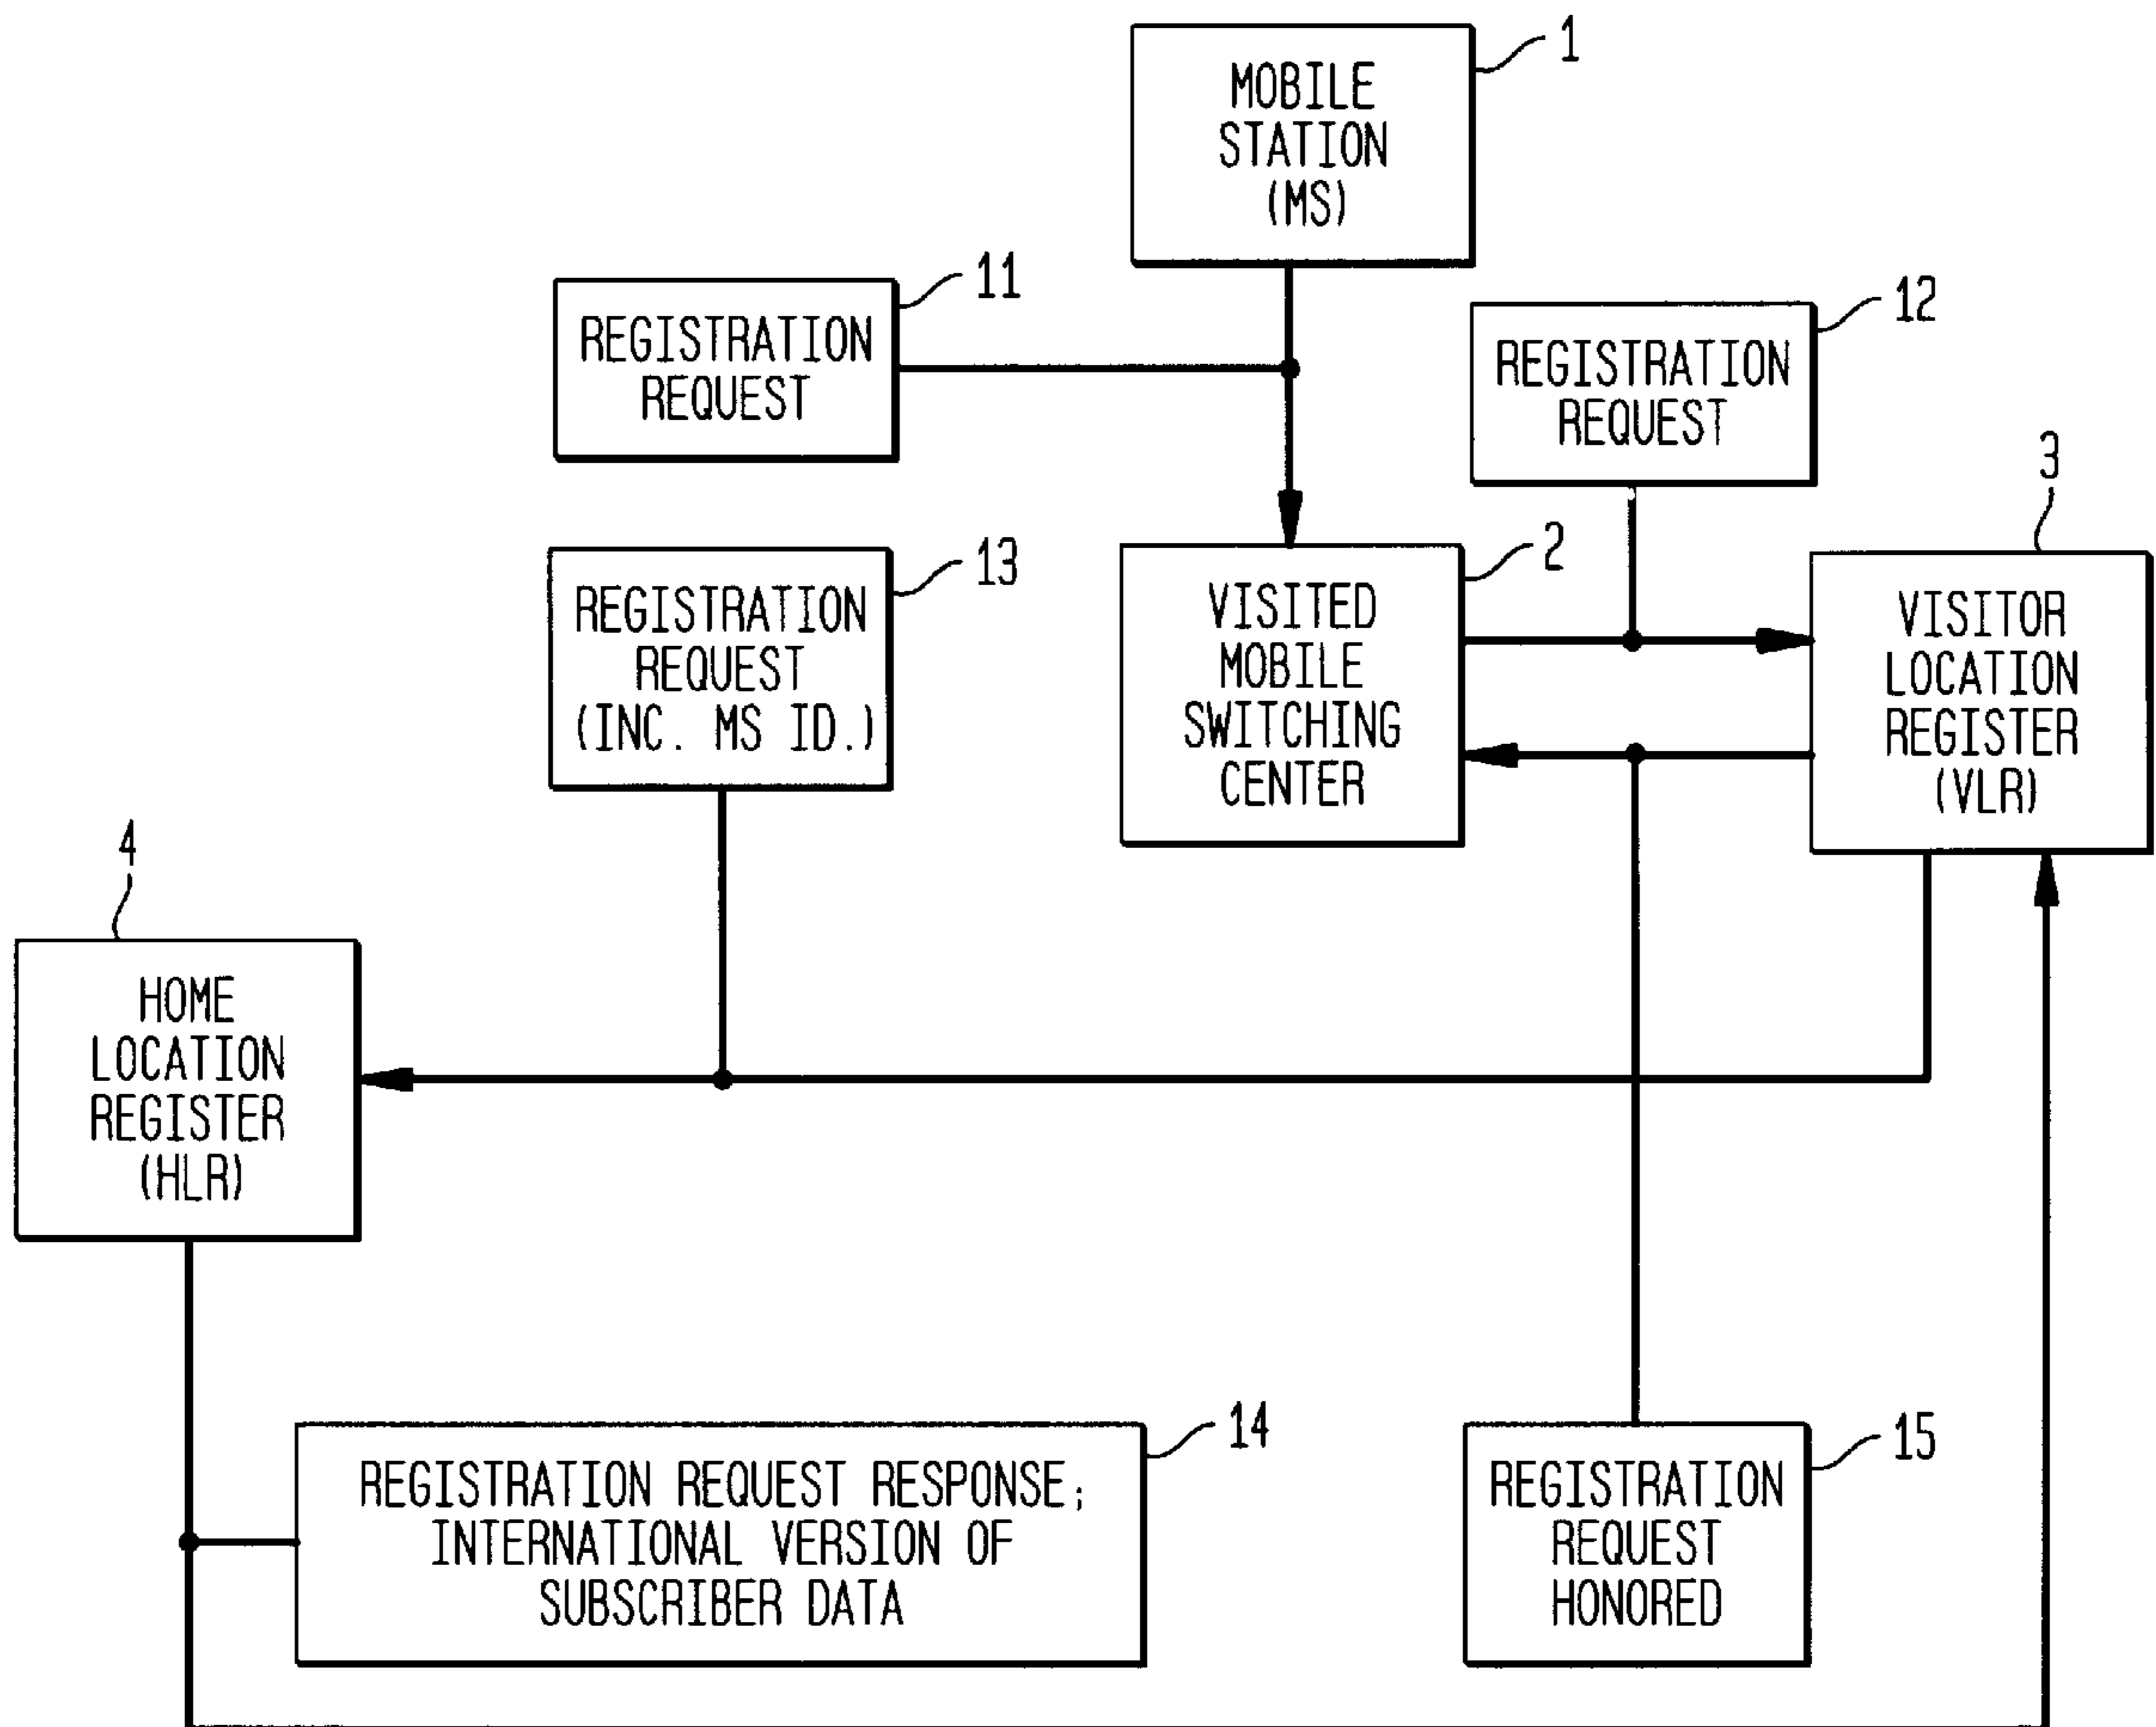 1
MOBILE
STATION
(MS)
11
REGISTRATION
REQUEST
12
REGISTRATION
REQUEST
3
13
REGISTRATION
REQUEST
(INC. MS ID.)
2
VISITED
MOBILE
SWITCHING
CENTER
VISITOR
LOCATION
REGISTER
(VLR)
4
HOME
LOCATION
REGISTER
(HLR)
14
REGISTRATION REQUEST RESPONSE;
INTERNATIONAL VERSION OF
SUBSCRIBER DATA
15
REGISTRATION
REQUEST
HONORED